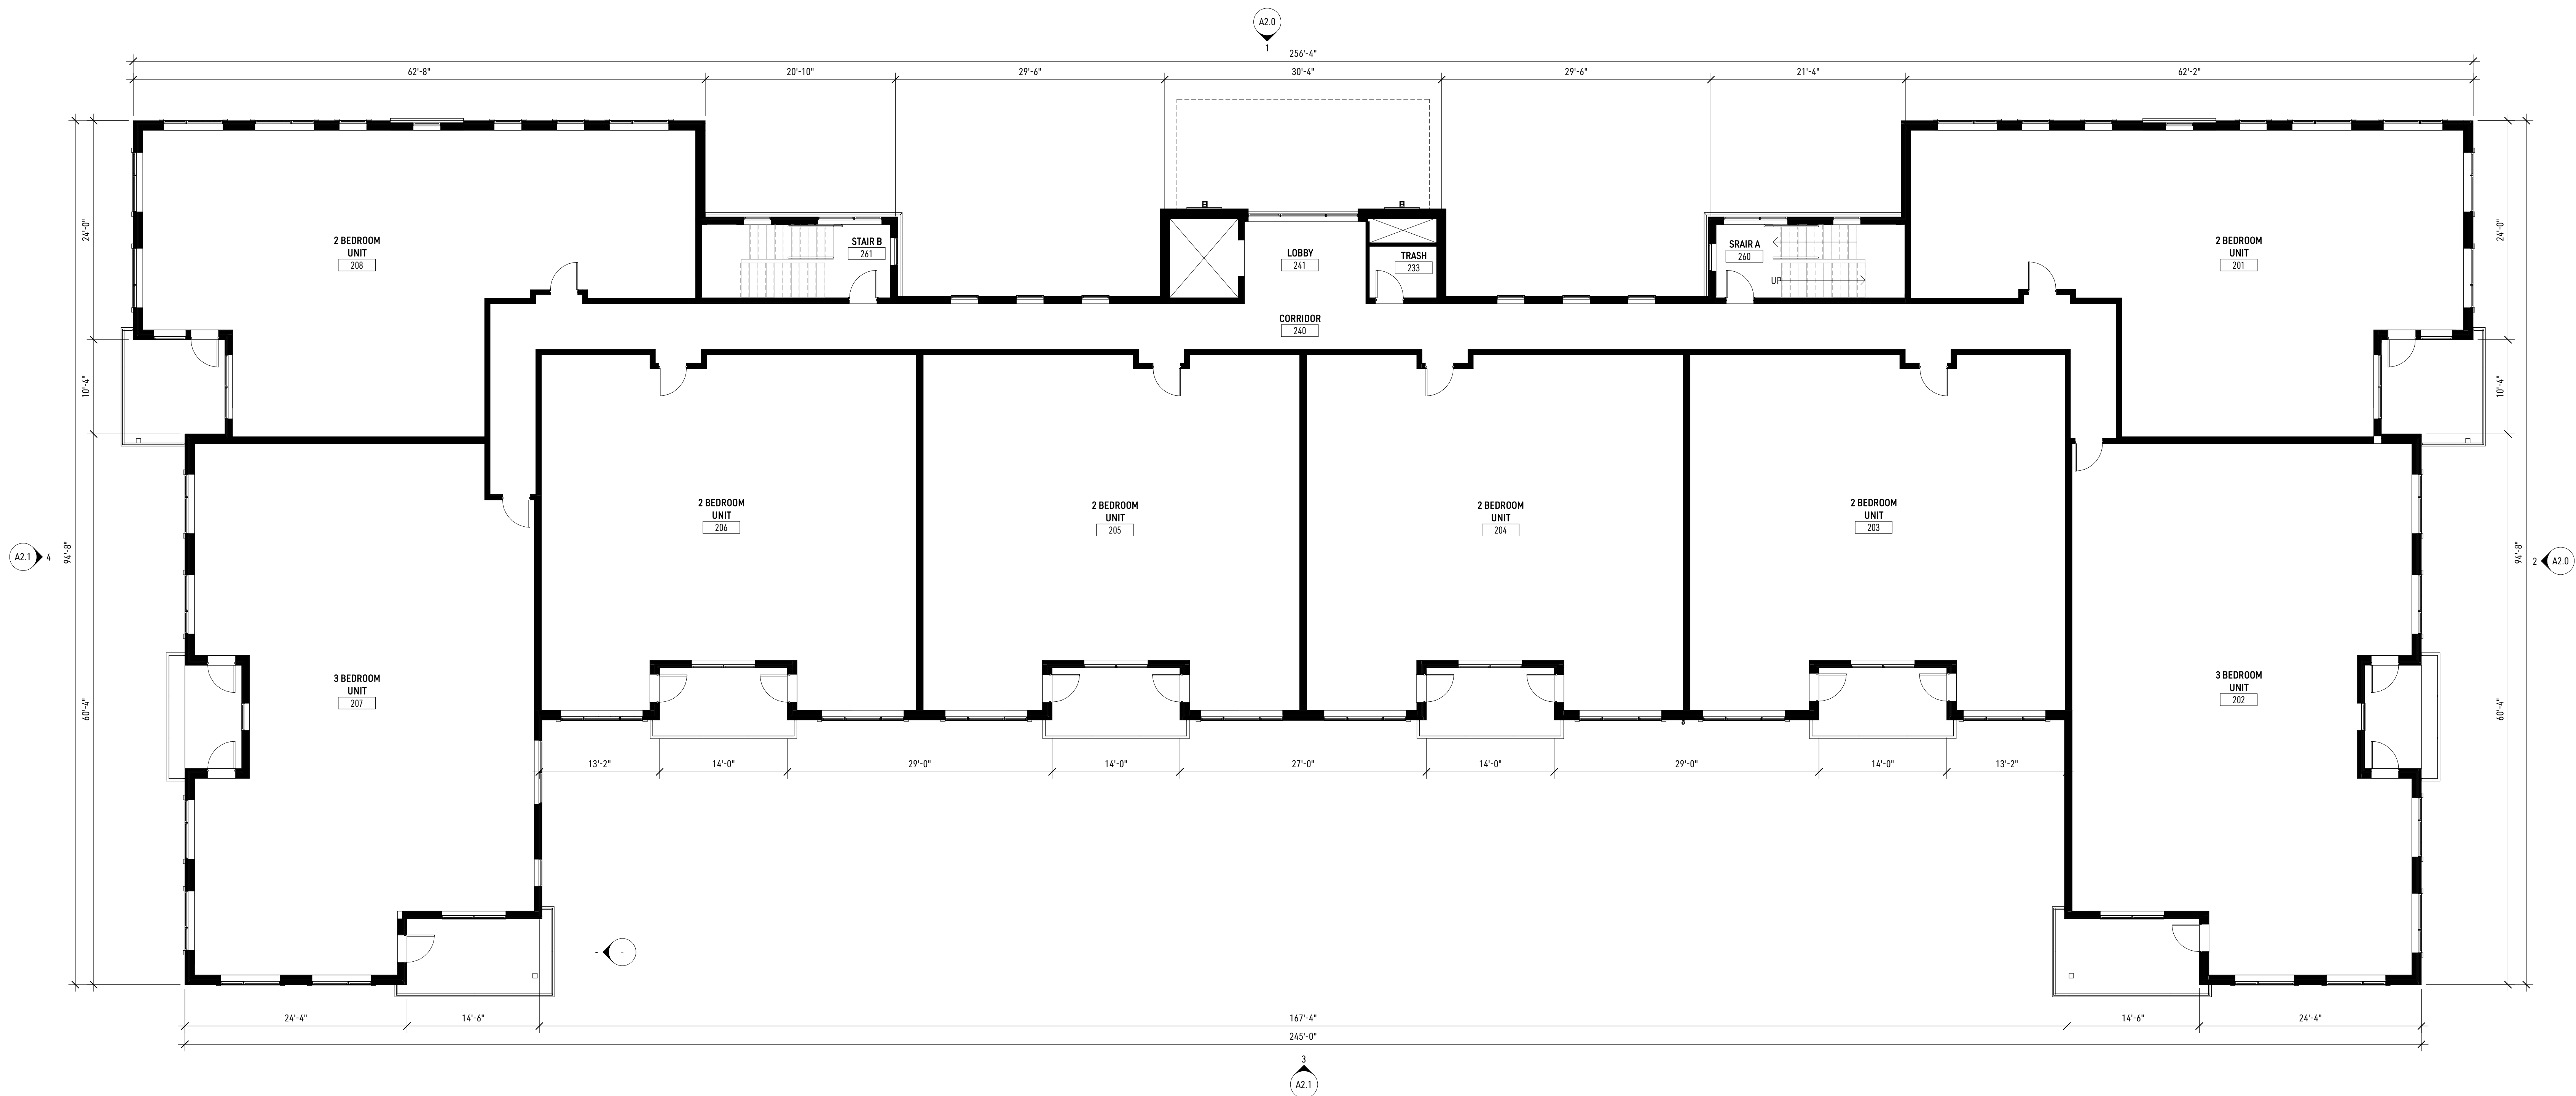 A2.0
1
256'-4"
62'-8"
20'-10"
29'-6"
30'-4"
29'-6"
21'-4"
62'-2"
24'-0"
10'-4"
60'-4"
94'-8"
2 BEDROOM
UNIT
208
STAIR B
261
LOBBY
241
TRASH
233
SRAIR A
260
UP
2 BEDROOM
UNIT
201
24'-0"
10'-4"
60'-4"
94'-8"
CORRIDOR
240
2 BEDROOM
UNIT
206
2 BEDROOM
UNIT
205
2 BEDROOM
UNIT
204
2 BEDROOM
UNIT
203
A2.1
4
2
A2.0
3 BEDROOM
UNIT
207
3 BEDROOM
UNIT
202
13'-2"
14'-0"
29'-0"
14'-0"
27'-0"
14'-0"
29'-0"
14'-0"
13'-2"
-
-
24'-4"
14'-6"
167'-4"
14'-6"
24'-4"
245'-0"
3
A2.1